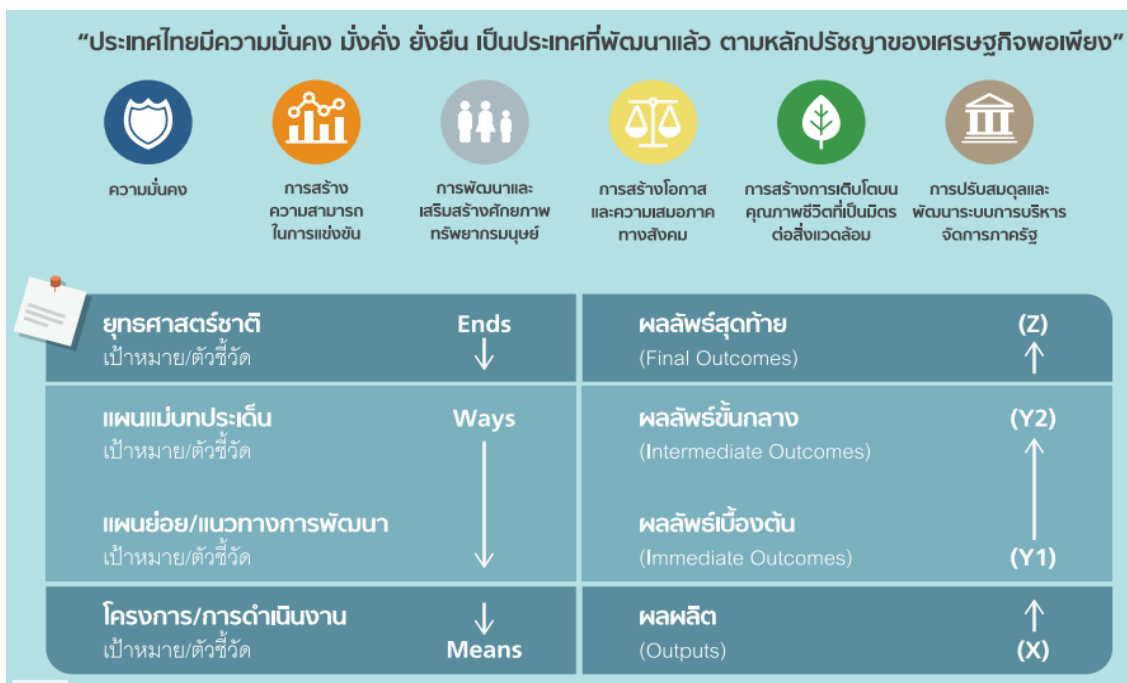 “ประเทศไทยมีความมั่นคง มั่งคั่ง ยั่งยืน เป็นประเทศที่พัฒนาแล้ว ตามหลักปรัชญาของเศรษฐกิจพอเพียง”
ความมั่นคง
การสร้าง
ความสามารถ
ในการแข่งขัน
การพัฒนาและ
เสริมสร้างศักยภาพ
ทรัพยากรมนุษย์
การสร้างโอกาส
และความเสมอภาค
ทางสังคม
การสร้างการเติบโตบน
คุณภาพชีวิตที่เป็นมิตร
ต่อสิ่งแวดล้อม
การปรับสมดุลและ
พัฒนาระบบการบริหาร
จัดการภาครัฐ
ยุทธศาสตร์ชาติ Ends ผลลัพธ์สุดท้าย (Z)
เป้าหมาย/ตัวชี้วัด (Final Outcomes)
แผนแม่บทประเด็น Ways ผลลัพธ์ขั้นกลาง (Y2)
เป้าหมาย/ตัวชี้วัด (Intermediate Outcomes)
แผนย่อย/แนวทางการพัฒนา ผลลัพธ์เบื้องต้น
เป้าหมาย/ตัวชี้วัด (Immediate Outcomes) (Y1)
โครงการ/การดำเนินงาน ผลผลิต
เป้าหมาย/ตัวชี้วัด Means (Outputs) (X)